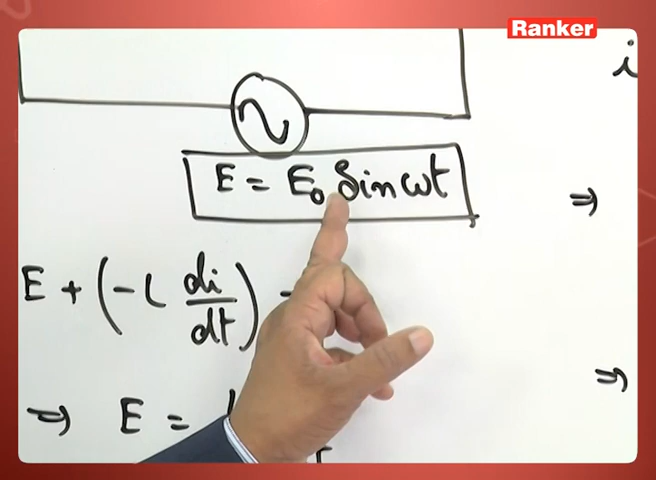 Ranker
i
E = E₀ Sin ωt
⇒
E + (-L di/dt)
⇒
⇒ E =